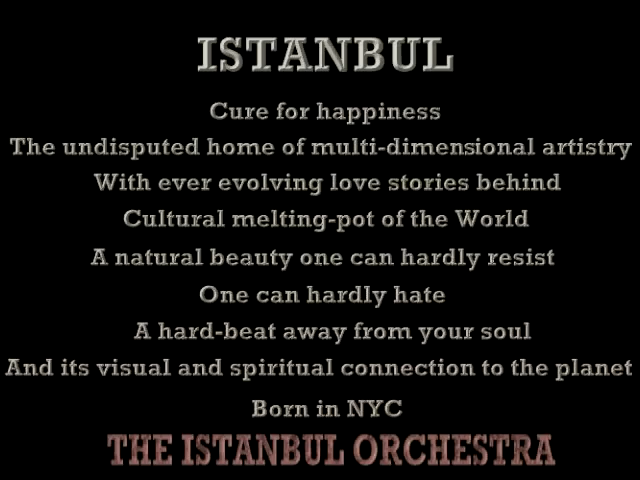 ISTANBUL
Cure for happiness
The undisputed home of multi-dimensional artistry
With ever evolving love stories behind
Cultural melting-pot of the World
A natural beauty one can hardly resist
One can hardly hate
A hard-beat away from your soul
And its visual and spiritual connection to the planet
Born in NYC
THE ISTANBUL ORCHESTRA